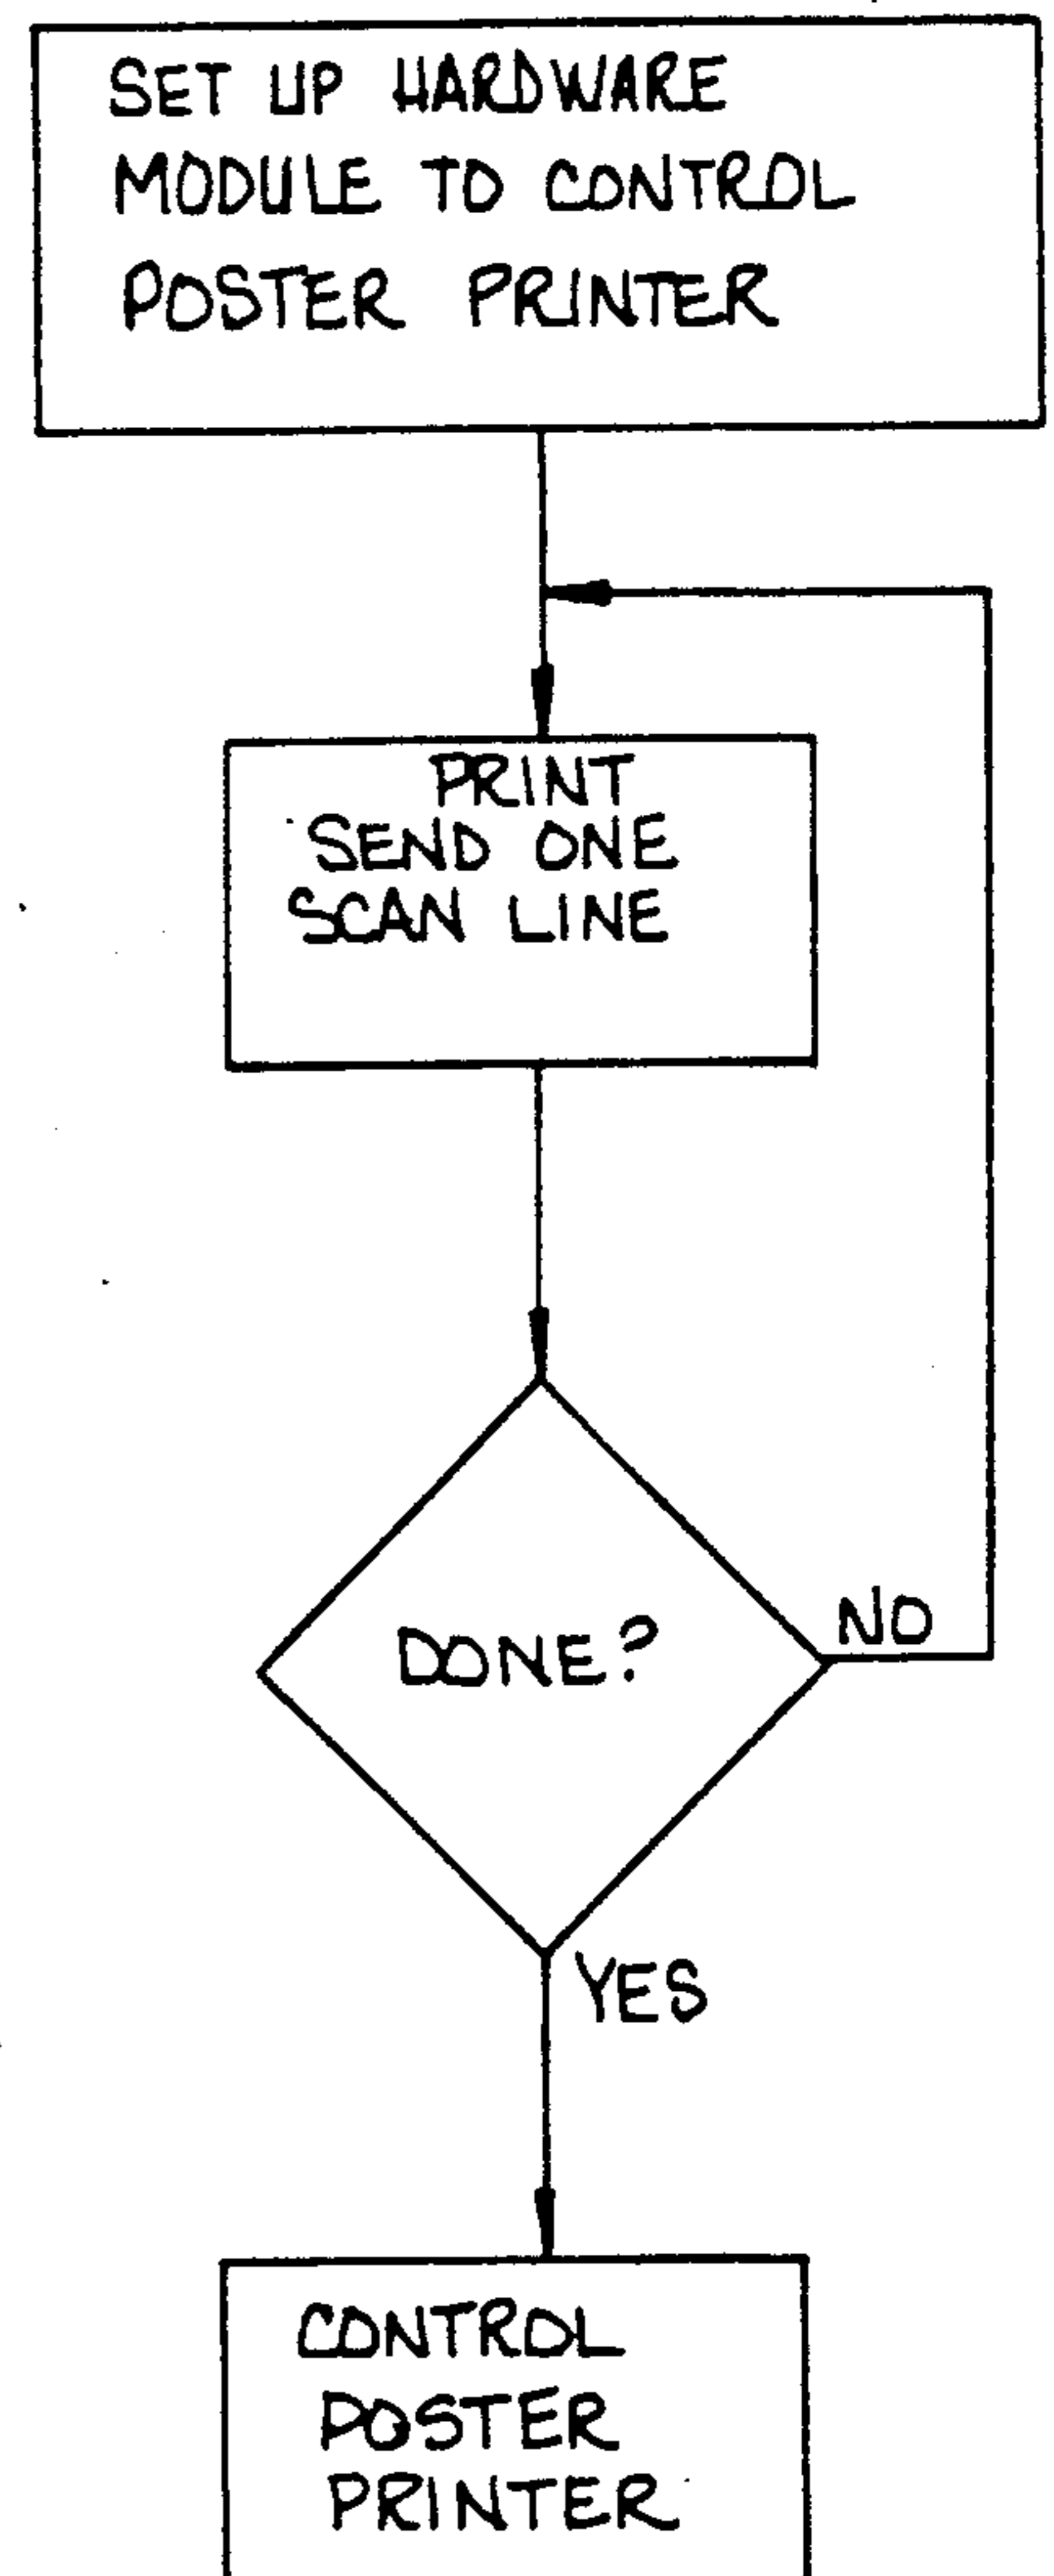 SET UP HARDWARE
MODULE TO CONTROL
POSTER PRINTER
PRINT
SEND ONE
SCAN LINE
DONE?
NO
YES
CONTROL
POSTER
PRINTER